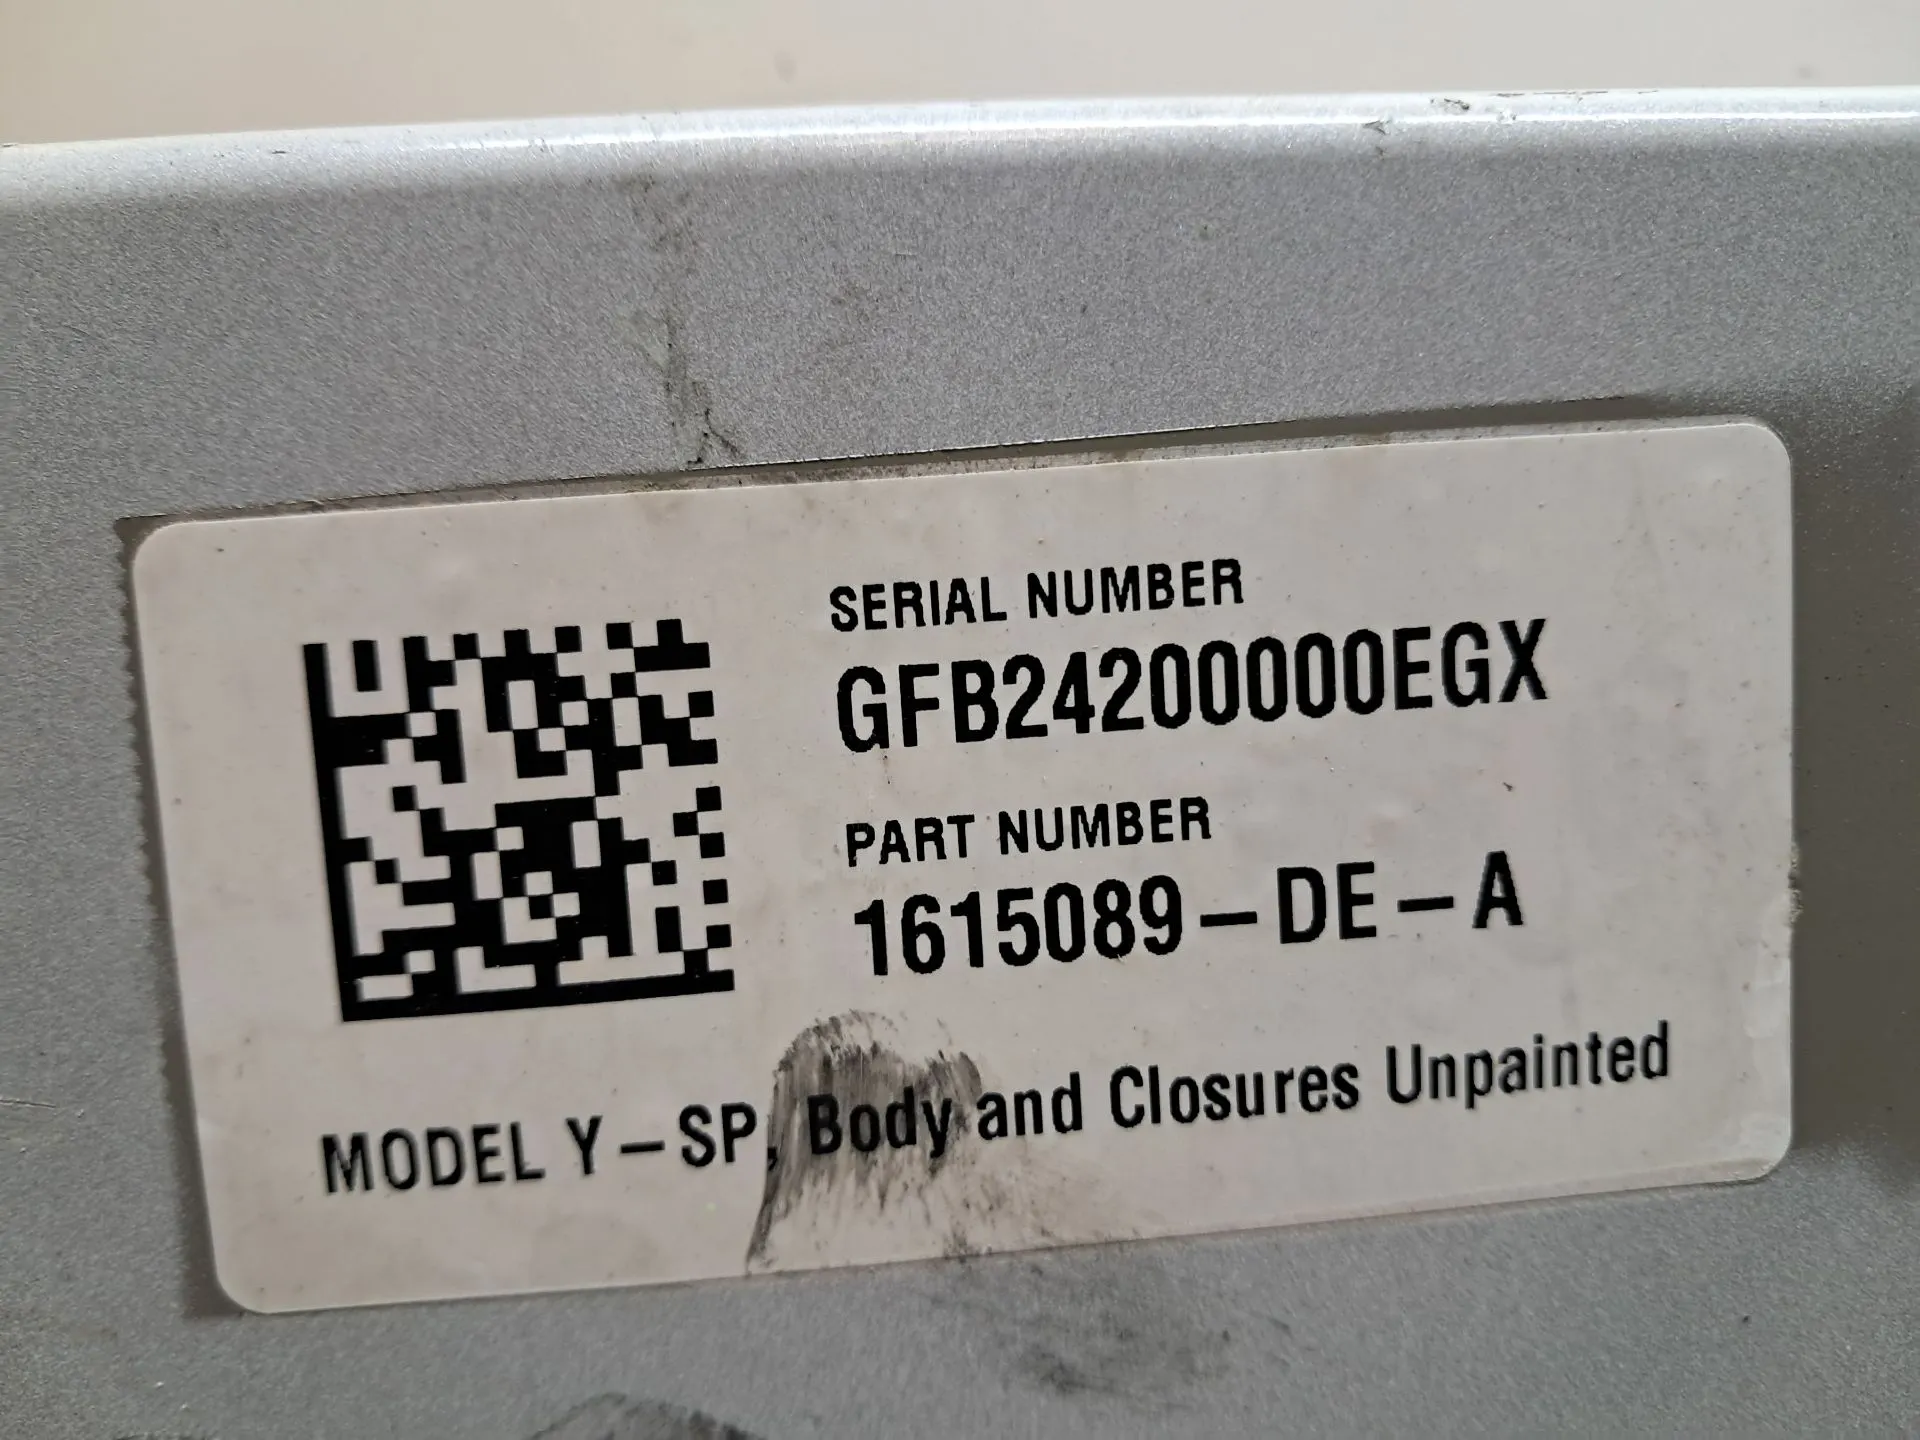 SERIAL NUMBER
GFB24200000EGX
PART NUMBER
1615089-DE-A
MODEL Y-SP, Body and Closures Unpainted